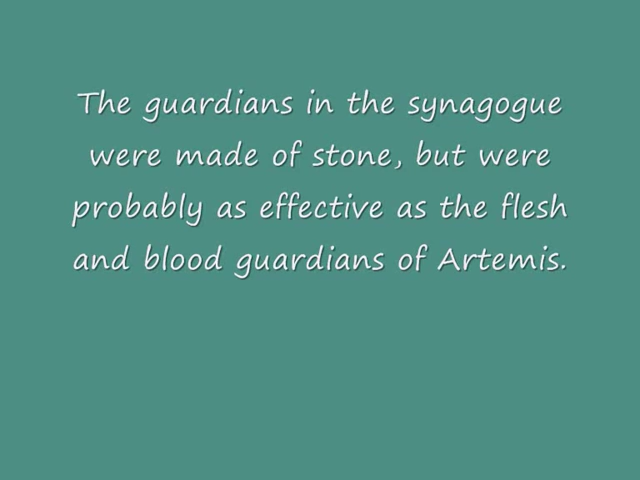 The guardians in the synagogue
were made of stone, but were
probably as effective as the flesh
and blood guardians of Artemis.